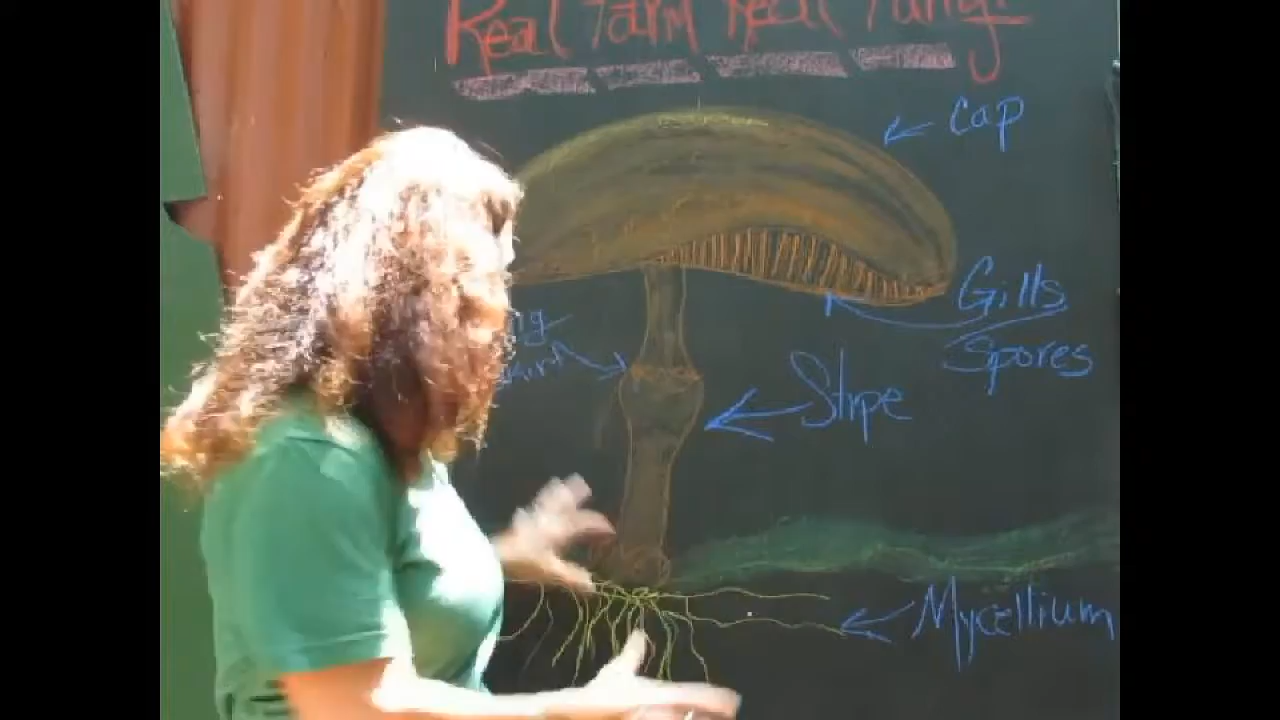 Real Farm Real Fungi
Cap
Gills
Spores
Stipe
Mycellium